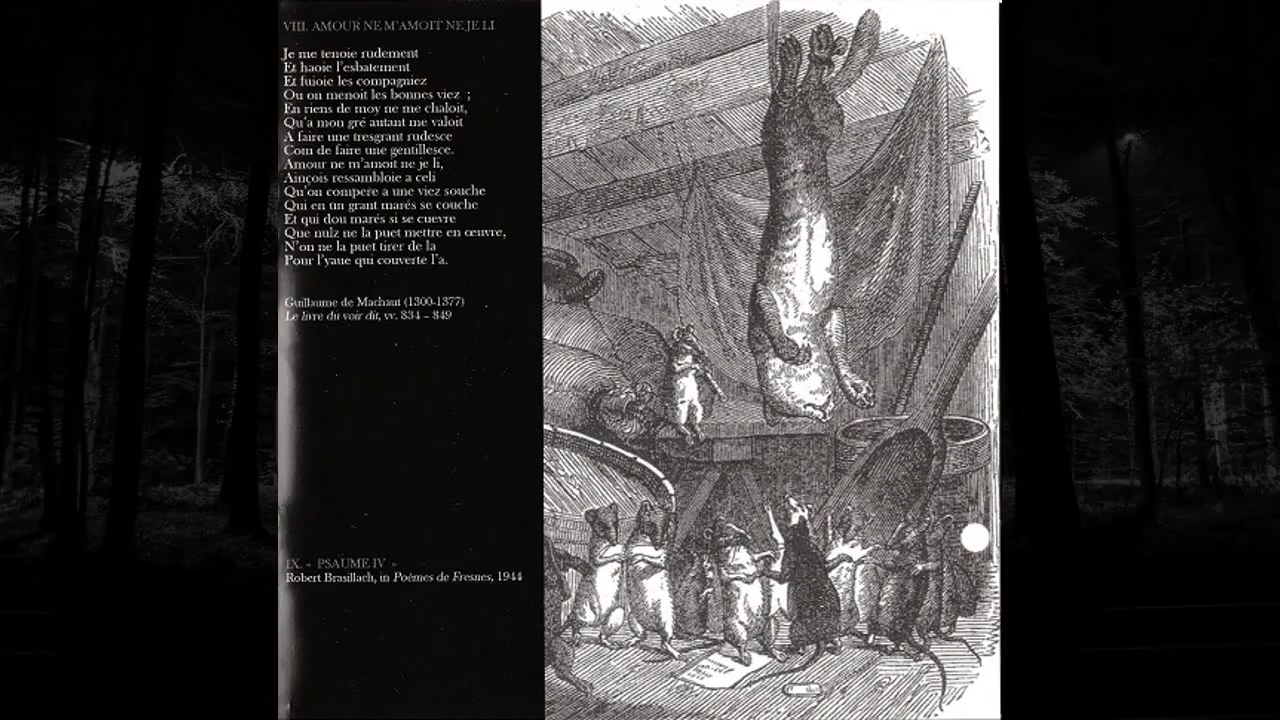 VIII. AMOUR NE M'AMOIT NE JE LI
Je me tenoie rudement
Et haoie l'esbatement
Et fuioie les compagniez
Ou on menoit les bonnes viez ;
En riens de moy ne me chaloit,
Qu'a mon gré autant me valoit
A faire une tresgrant rudesce
Com de faire une gentillesce.
Amour ne m'amoit ne je li,
Ainçois ressambloie a celi
Qu'on compere a une viez souche
Qui en un grant marés se couche
Et qui dou marés si se cuevre
Que nulz ne la puet mettre en œuvre,
N'on ne la puet tirer de la
Pour l'yaue qui couverte l'a.
Guillaume de Machaut (1300-1377)
Le livre du voir dit, vv. 834 – 849
IX. « PSAUME IV »
Robert Brasillach, in Poèmes de Fresnes, 1944